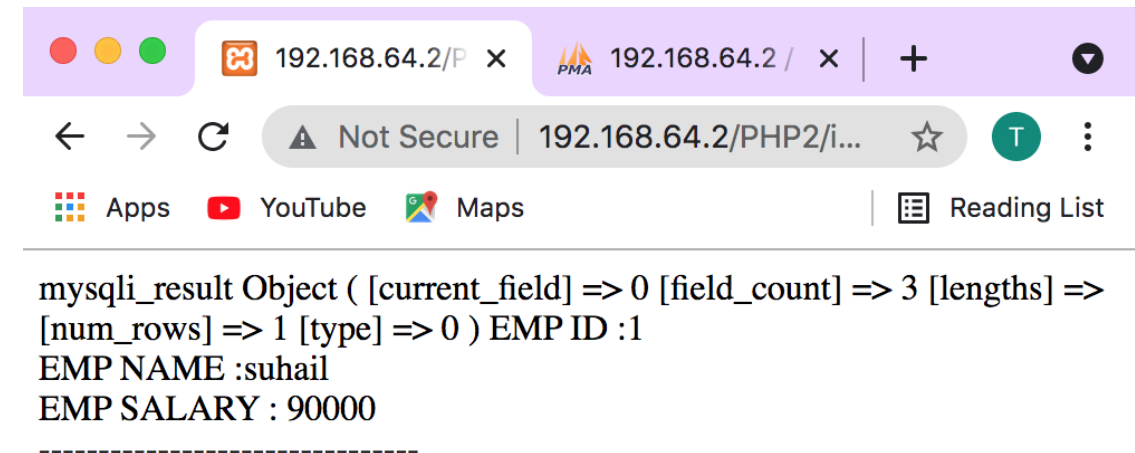 192.168.64.2/P
PMA 192.168.64.2 /
Not Secure | 192.168.64.2/PHP2/i...
T
Apps YouTube Maps Reading List
mysqli_result Object ( [current_field] => 0 [field_count] => 3 [lengths] =>
[num_rows] => 1 [type] => 0 ) EMP ID :1
EMP NAME :suhail
EMP SALARY : 90000
--------------------------------